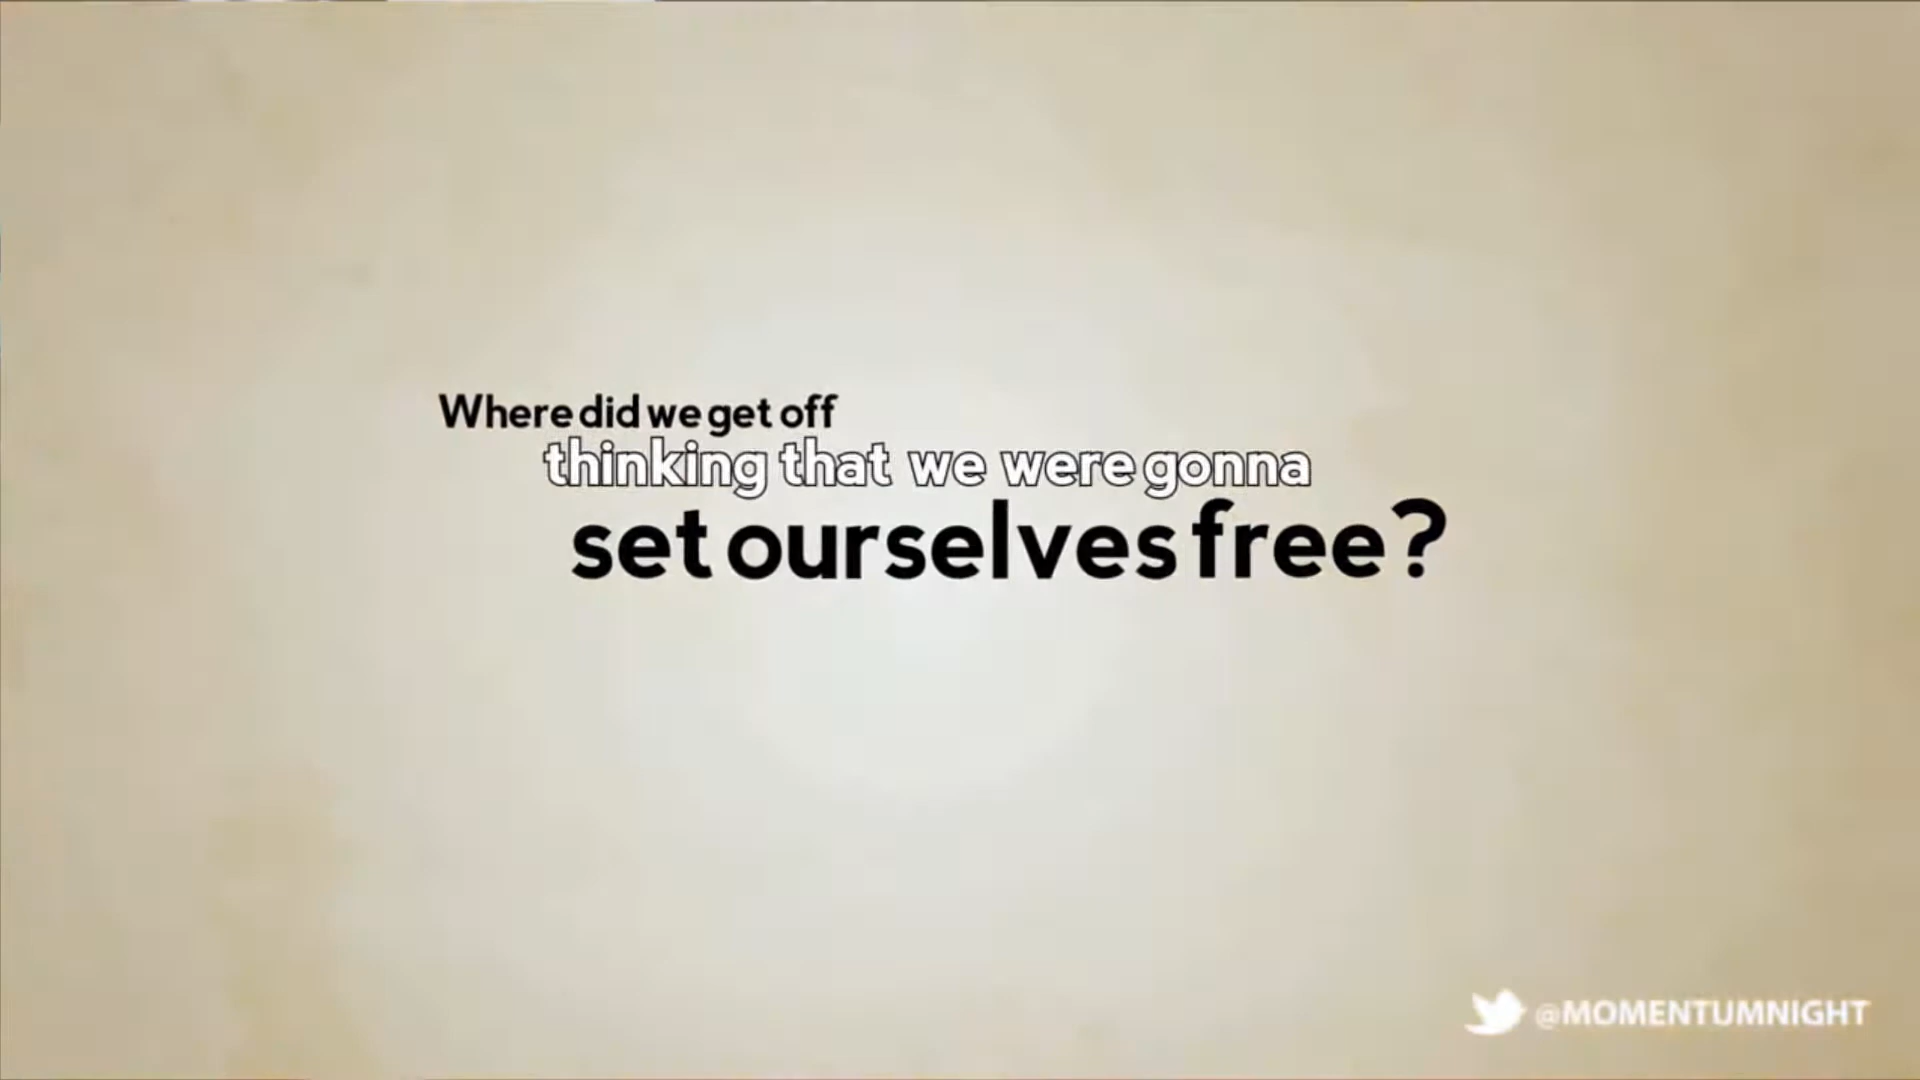 Where did we get off
thinking that we were gonna
set ourselves free?
@MOMENTUMNIGHT